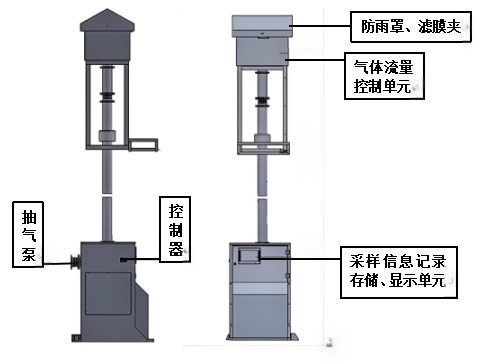 防雨罩、滤膜夹
气体流量
控制单元
抽气泵
控制器
采样信息记录
存储、显示单元